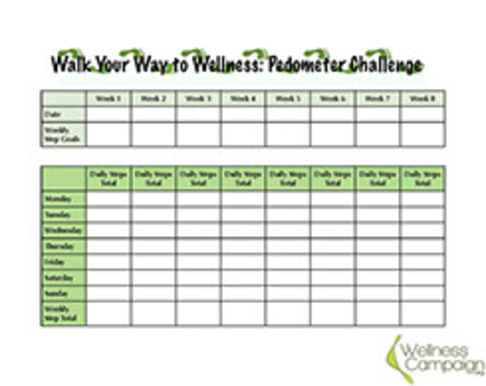 Walk Your Way to Wellness: Pedometer Challenge
Week 1 Week 2 Week 3 Week 4 Week 5 Week 6 Week 7 Week 8
Date
Weekly
Step Goals
Daily Steps Daily Steps Daily Steps Daily Steps Daily Steps Daily Steps Daily Steps Daily Steps
Total Total Total Total Total Total Total Total
Monday
Tuesday
Wednesday
Thursday
Friday
Saturday
Sunday
Weekly
Step Total
Wellness
Campaign